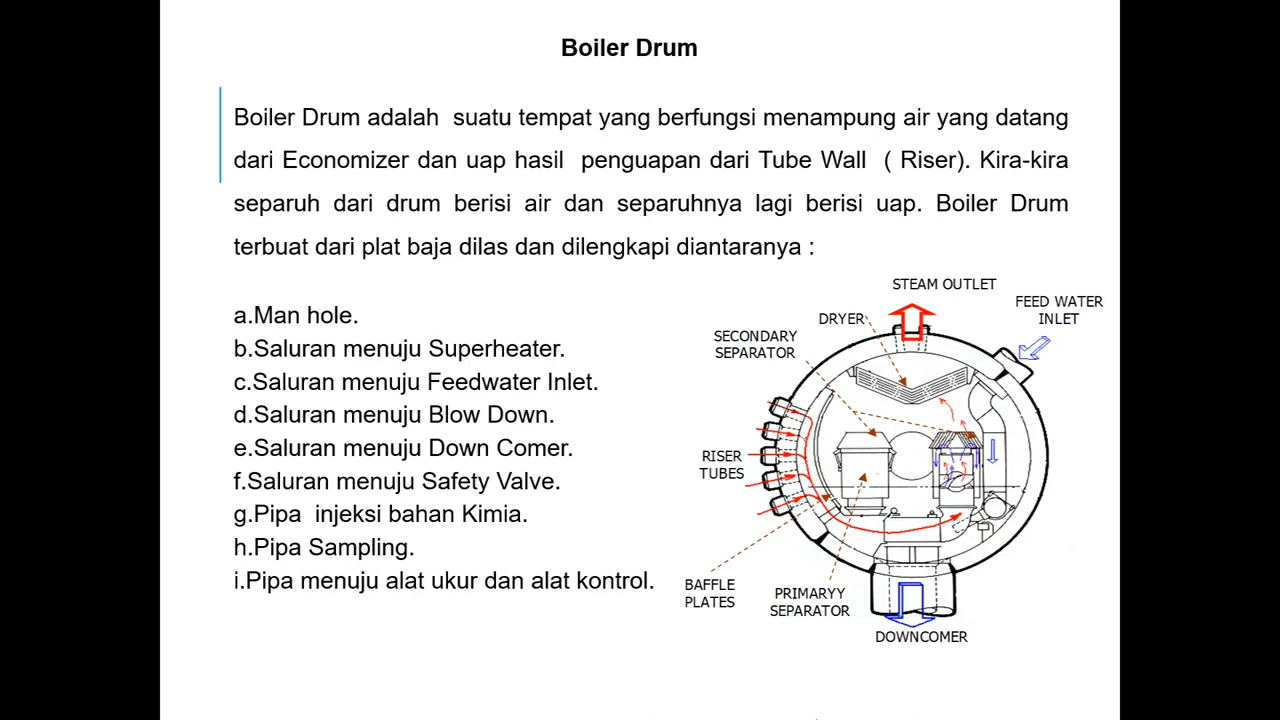 Boiler Drum
Boiler Drum adalah  suatu tempat yang berfungsi menampung air yang datang
dari Economizer dan uap hasil  penguapan dari Tube Wall  ( Riser). Kira-kira
separuh dari drum berisi air dan separuhnya lagi berisi uap. Boiler Drum
terbuat dari plat baja dilas dan dilengkapi diantaranya :
a.Man hole.
b.Saluran menuju Superheater.
c.Saluran menuju Feedwater Inlet.
d.Saluran menuju Blow Down.
e.Saluran menuju Down Comer.
f.Saluran menuju Safety Valve.
g.Pipa  injeksi bahan Kimia.
h.Pipa Sampling.
i.Pipa menuju alat ukur dan alat kontrol.
STEAM OUTLET
FEED WATER
INLET
DRYER
SECONDARY
SEPARATOR
RISER
TUBES
BAFFLE
PLATES
PRIMARYY
SEPARATOR
DOWNCOMER